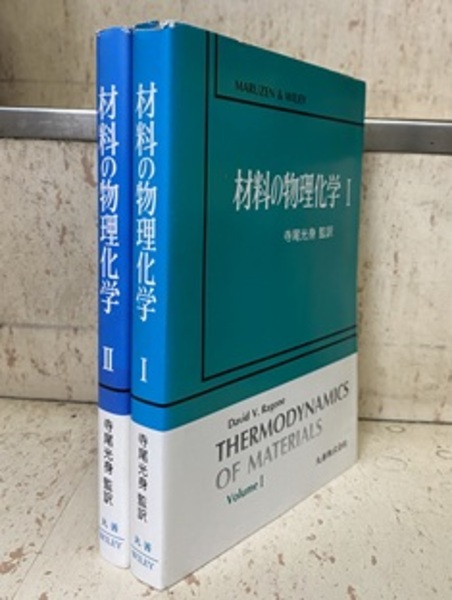 材料の物理化学 II
寺尾光身 監訳
丸善
WILEY
材料の物理化学 I
寺尾光身 監訳
丸善
WILEY
MARUZEN & WILEY
材料の物理化学 I
寺尾光身 監訳
David V. Ragone
THERMODYNAMICS
OF MATERIALS
Volume I
丸善株式会社